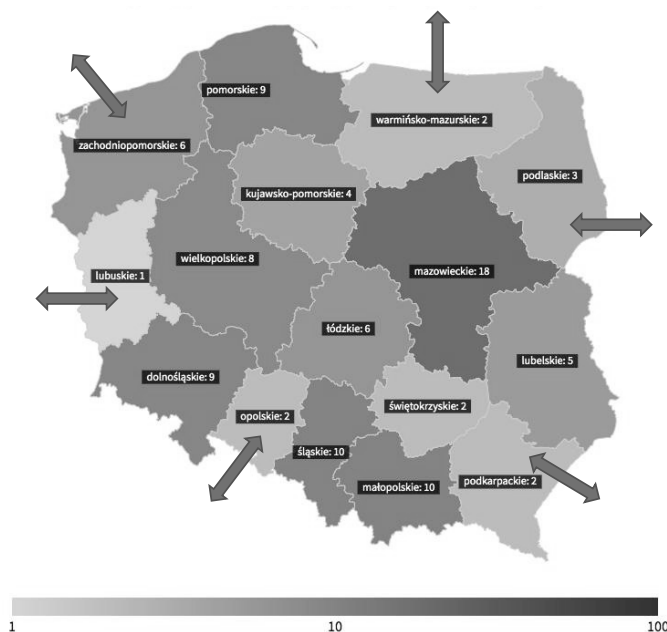 pomorskie: 9
warmińsko-mazurskie: 2
zachodniopomorskie: 6
podlaskie: 3
kujawsko-pomorskie: 4
wielkopolskie: 8
mazowieckie: 18
lubuskie: 1
łódzkie: 6
lubelskie: 5
dolnośląskie: 9
świętokrzyskie: 2
opolskie: 2
śląskie: 10
podkarpackie: 2
małopolskie: 10
1 10 100